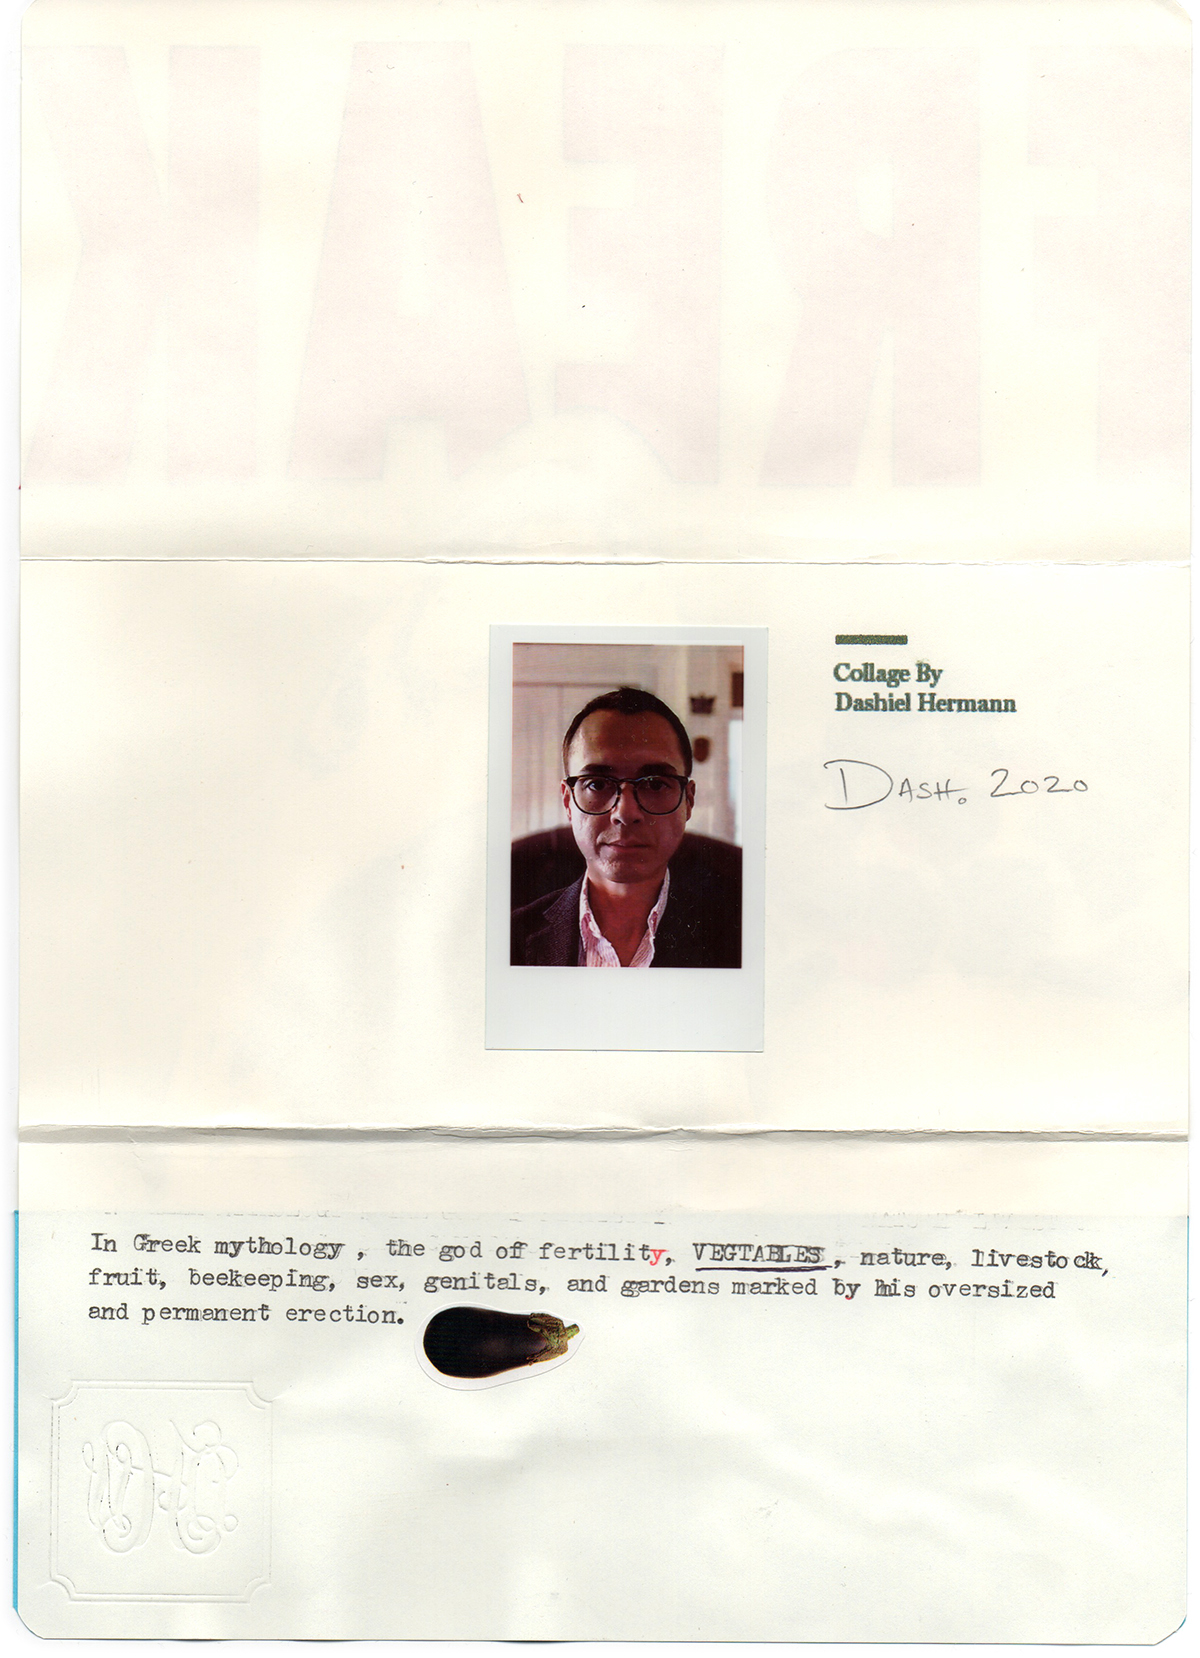 FREAK
Collage By
Dashiel Hermann
DASH. 2020
In Greek mythology , the god of fertility, VEGTABLES , nature, livestock,
fruit, beekeeping, sex, genitals, and gardens marked by his oversized
and permanent erection.